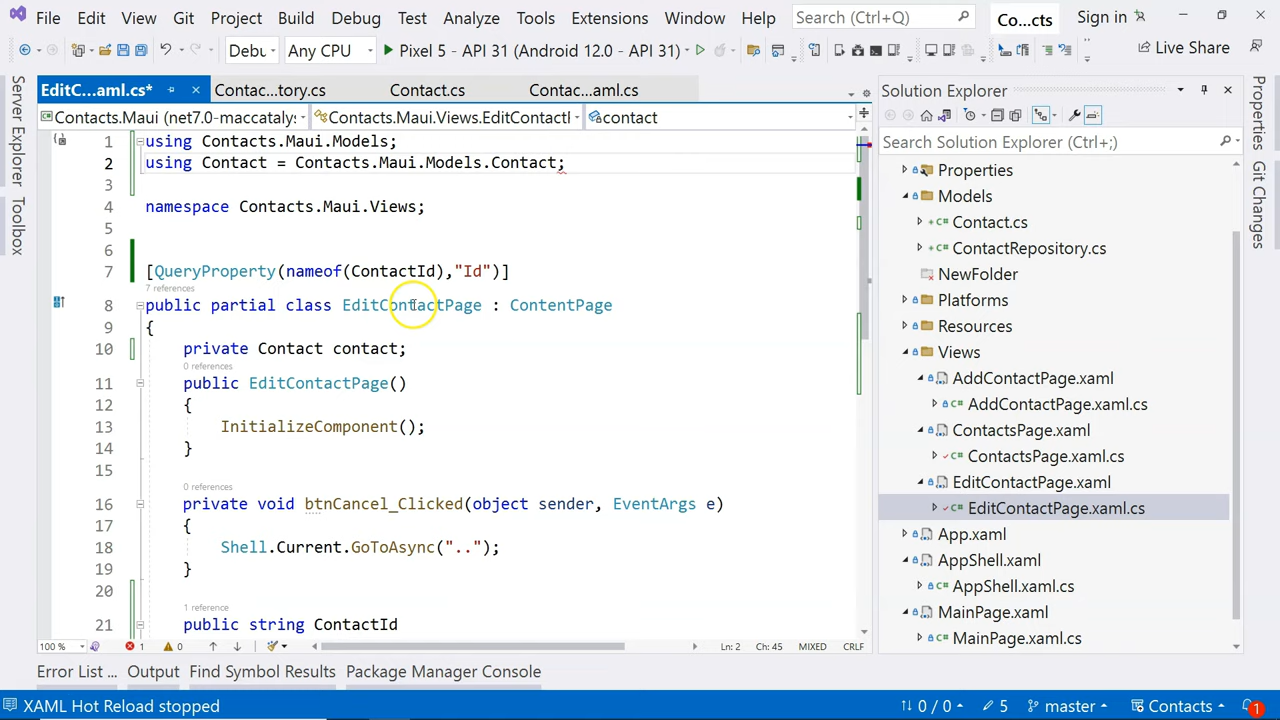 File Edit View Git Project Build Debug Test Analyze Tools Extensions Window Help Search (Ctrl+Q) Co...cts Sign in
Debu Any CPU Pixel 5 - API 31 (Android 12.0 - API 31) Live Share
EditC...aml.cs* Contac...tory.cs Contact.cs Contac...aml.cs
Contacts.Maui (net7.0-maccataly Contacts.Maui.Views.EditContactI contact
1 using Contacts.Maui.Models;
2 using Contact = Contacts.Maui.Models.Contact;
3
4 namespace Contacts.Maui.Views;
5
6
7 [QueryProperty(nameof(ContactId),"Id")]
7 references
8 public partial class EditContactPage : ContentPage
9 {
10 private Contact contact;
0 references
11 public EditContactPage()
12 {
13 InitializeComponent();
14 }
15
0 references
16 private void btnCancel_Clicked(object sender, EventArgs e)
17 {
18 Shell.Current.GoToAsync("..");
19 }
20
1 reference
21 public string ContactId
100 % 1 0 Ln: 2 Ch: 45 MIXED CRLF
Server Explorer
Toolbox
Solution Explorer
Search Solution Explorer (Ctrl+;)
Properties
Models
C# Contact.cs
C# ContactRepository.cs
NewFolder
Platforms
Resources
Views
AddContactPage.xaml
C# AddContactPage.xaml.cs
ContactsPage.xaml
C# ContactsPage.xaml.cs
EditContactPage.xaml
C# EditContactPage.xaml.cs
App.xaml
AppShell.xaml
C# AppShell.xaml.cs
MainPage.xaml
C# MainPage.xaml.cs
Properties
Git Changes
Error List ... Output Find Symbol Results Package Manager Console
XAML Hot Reload stopped 0 / 0 5 master Contacts 1